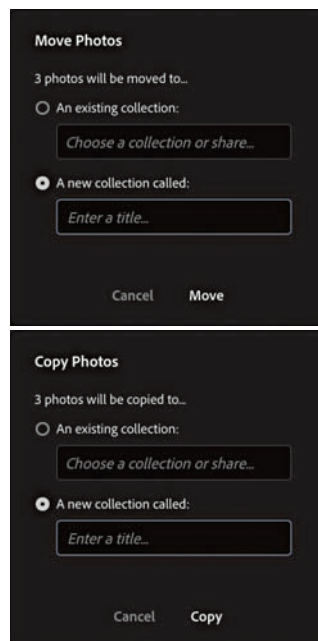 Move Photos
3 photos will be moved to...
An existing collection:
Choose a collection or share...
A new collection called:
Enter a title...
Cancel Move
Copy Photos
3 photos will be copied to...
An existing collection:
Choose a collection or share...
A new collection called:
Enter a title...
Cancel Copy